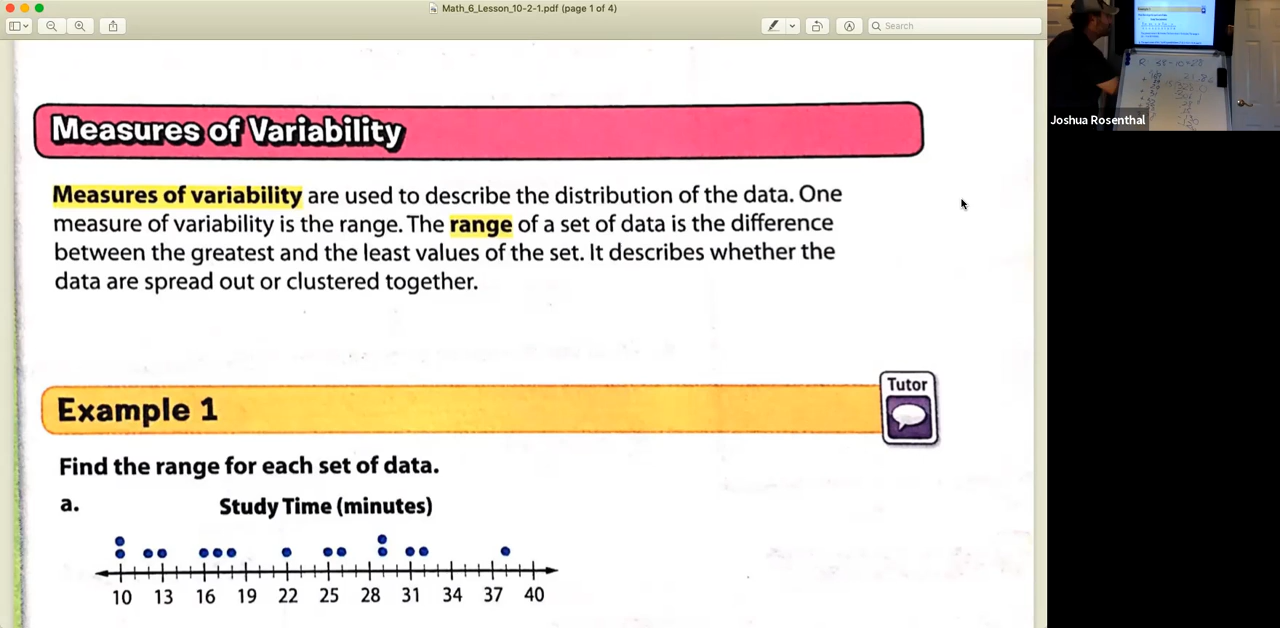 Math_6_Lesson_10-2-1.pdf (page 1 of 4)
Search
Measures of Variability
Measures of variability are used to describe the distribution of the data. One
measure of variability is the range. The range of a set of data is the difference
between the greatest and the least values of the set. It describes whether the
data are spread out or clustered together.
Example 1
Tutor
Find the range for each set of data.
a. Study Time (minutes)
10 13 16 19 22 25 28 31 34 37 40
Joshua Rosenthal